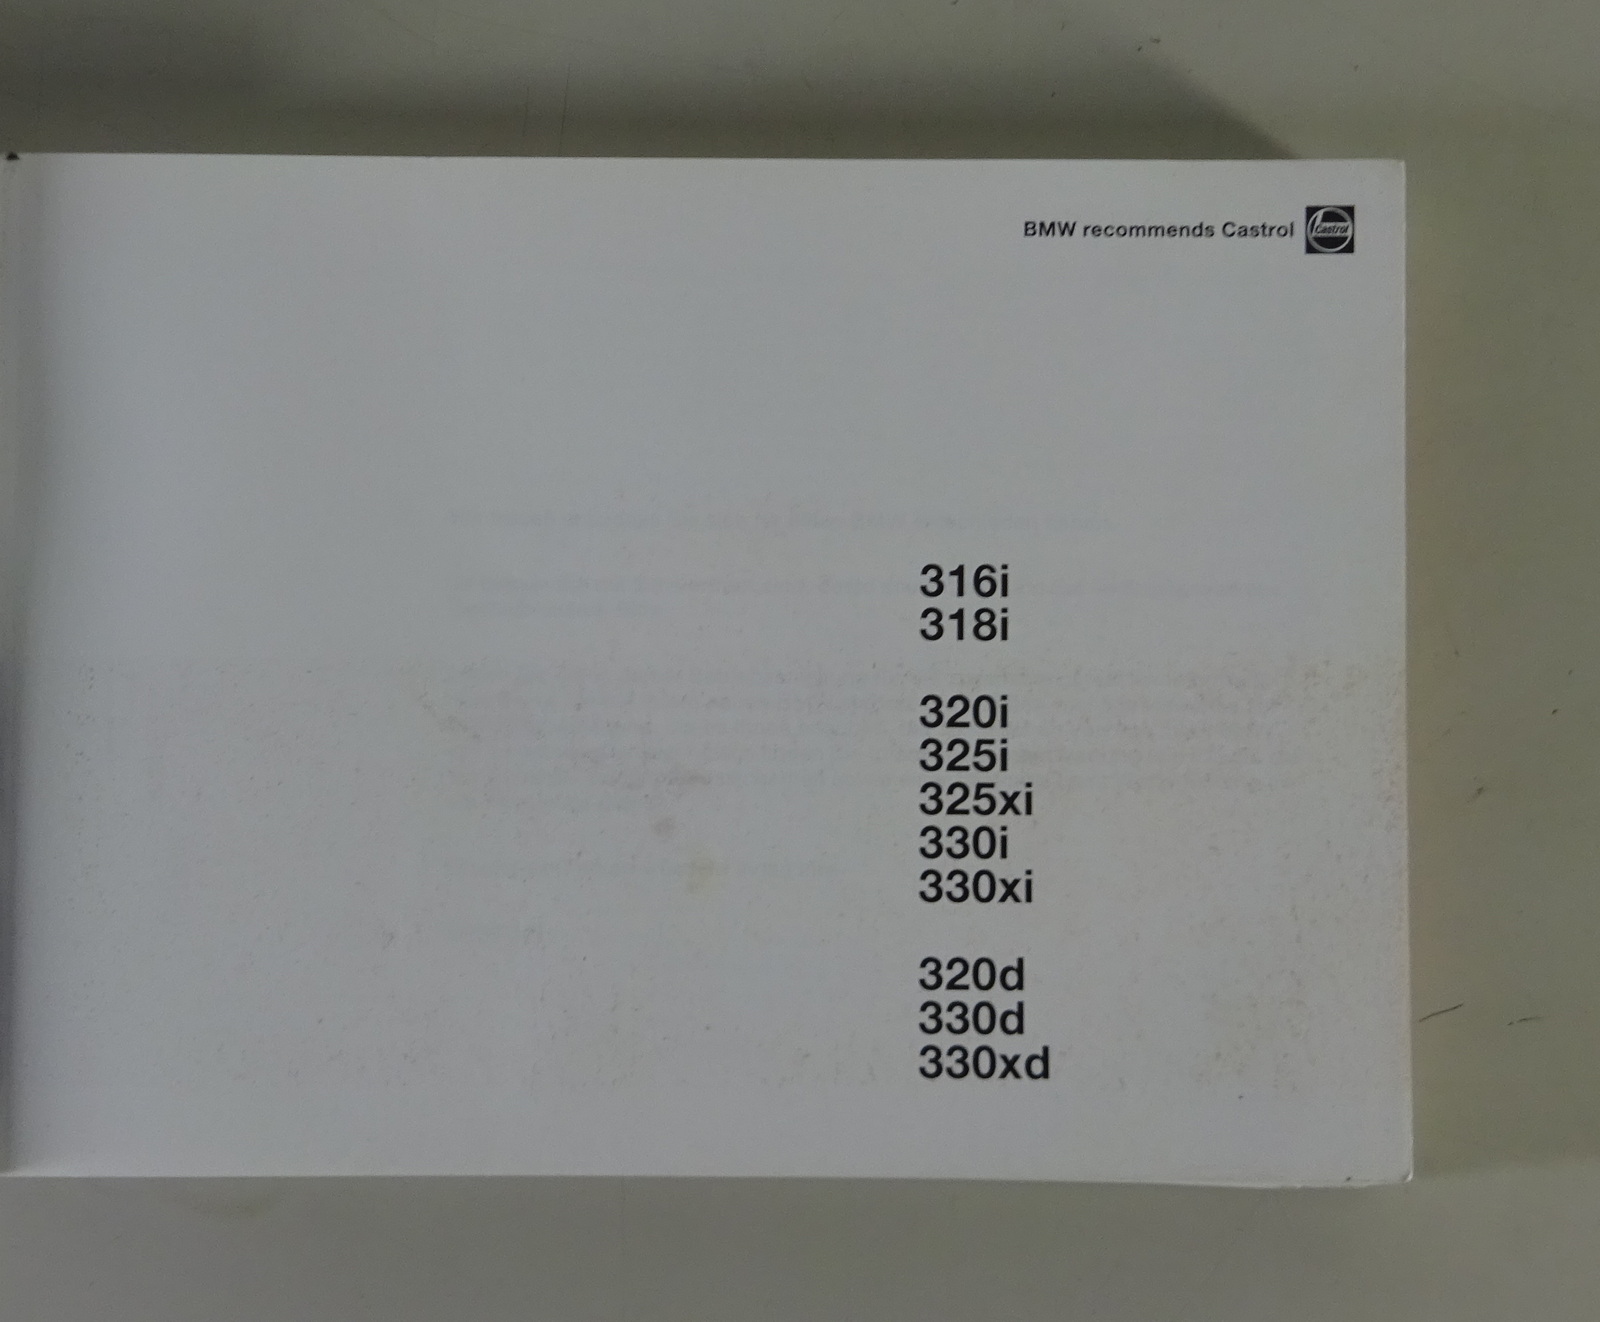 BMW recommends Castrol Castrol
316i
318i
320i
325i
325xi
330i
330xi
320d
330d
330xd